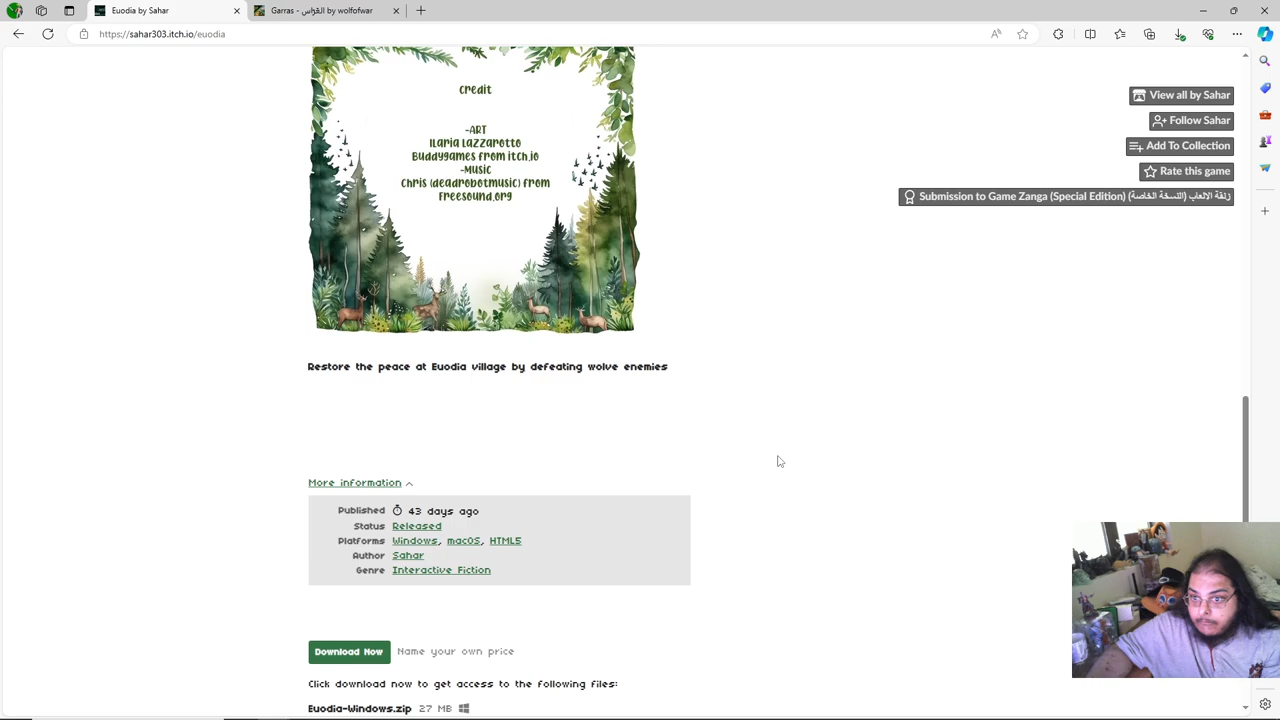 Euodia by Sahar
Garras - القرّاس by wolfofwar
https://sahar303.itch.io/euodia
View all by Sahar
Follow Sahar
Add To Collection
Rate this game
Submission to Game Zanga (Special Edition) زنقة الالعاب (النسخة الخاصة)
Credit
-ART
Ilaria Lazzarotto
Buddygames from itch.io
-Music
Chris (deadrobotmusic) from
Freesound.org
Restore the peace at Euodia village by defeating wolve enemies
More information
Published 43 days ago
Status Released
Platforms Windows, macOS, HTML5
Author Sahar
Genre Interactive Fiction
Download Now Name your own price
Click download now to get access to the following files:
Euodia-Windows.zip 27 MB